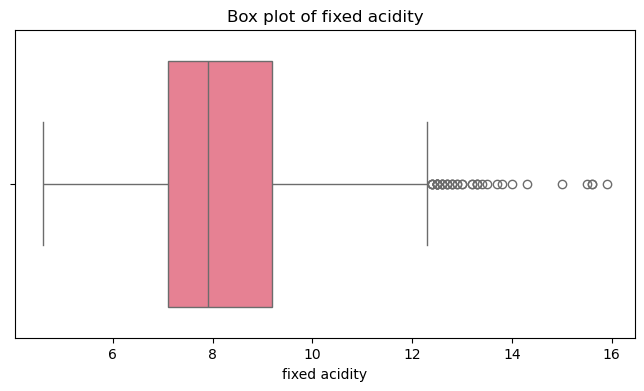 Box plot of fixed acidity
6 8 10 12 14 16
fixed acidity